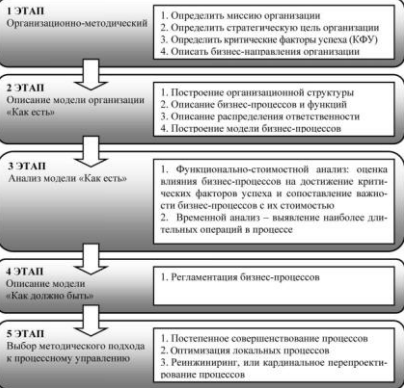 1 ЭТАП
Организационно-методический
1. Определить миссию организации
2. Определить стратегическую цель организации
3. Определить критические факторы успеха (КФУ)
4. Описать бизнес-направления организации
2 ЭТАП
Описание модели организации
«Как есть»
1. Построение организационной структуры
2. Описание бизнес-процессов и функций
3. Описание распределения ответственности
4. Построение модели бизнес-процессов
3 ЭТАП
Анализ модели «Как есть»
1. Функционально-стоимостной анализ: оценка
влияния бизнес-процессов на достижение крити-
ческих факторов успеха и сопоставление важно-
сти бизнес-процессов с их стоимостью
2. Временной анализ – выявление наиболее дли-
тельных операций в процессе
4 ЭТАП
Описание модели
«Как должно быть»
1. Регламентация бизнес-процессов
5 ЭТАП
Выбор методического подхода
к процессному управлению
1. Постепенное совершенствование процессов
2. Оптимизация локальных процессов
3. Реинжиниринг, или кардинальное перепроекти-
рование процессов